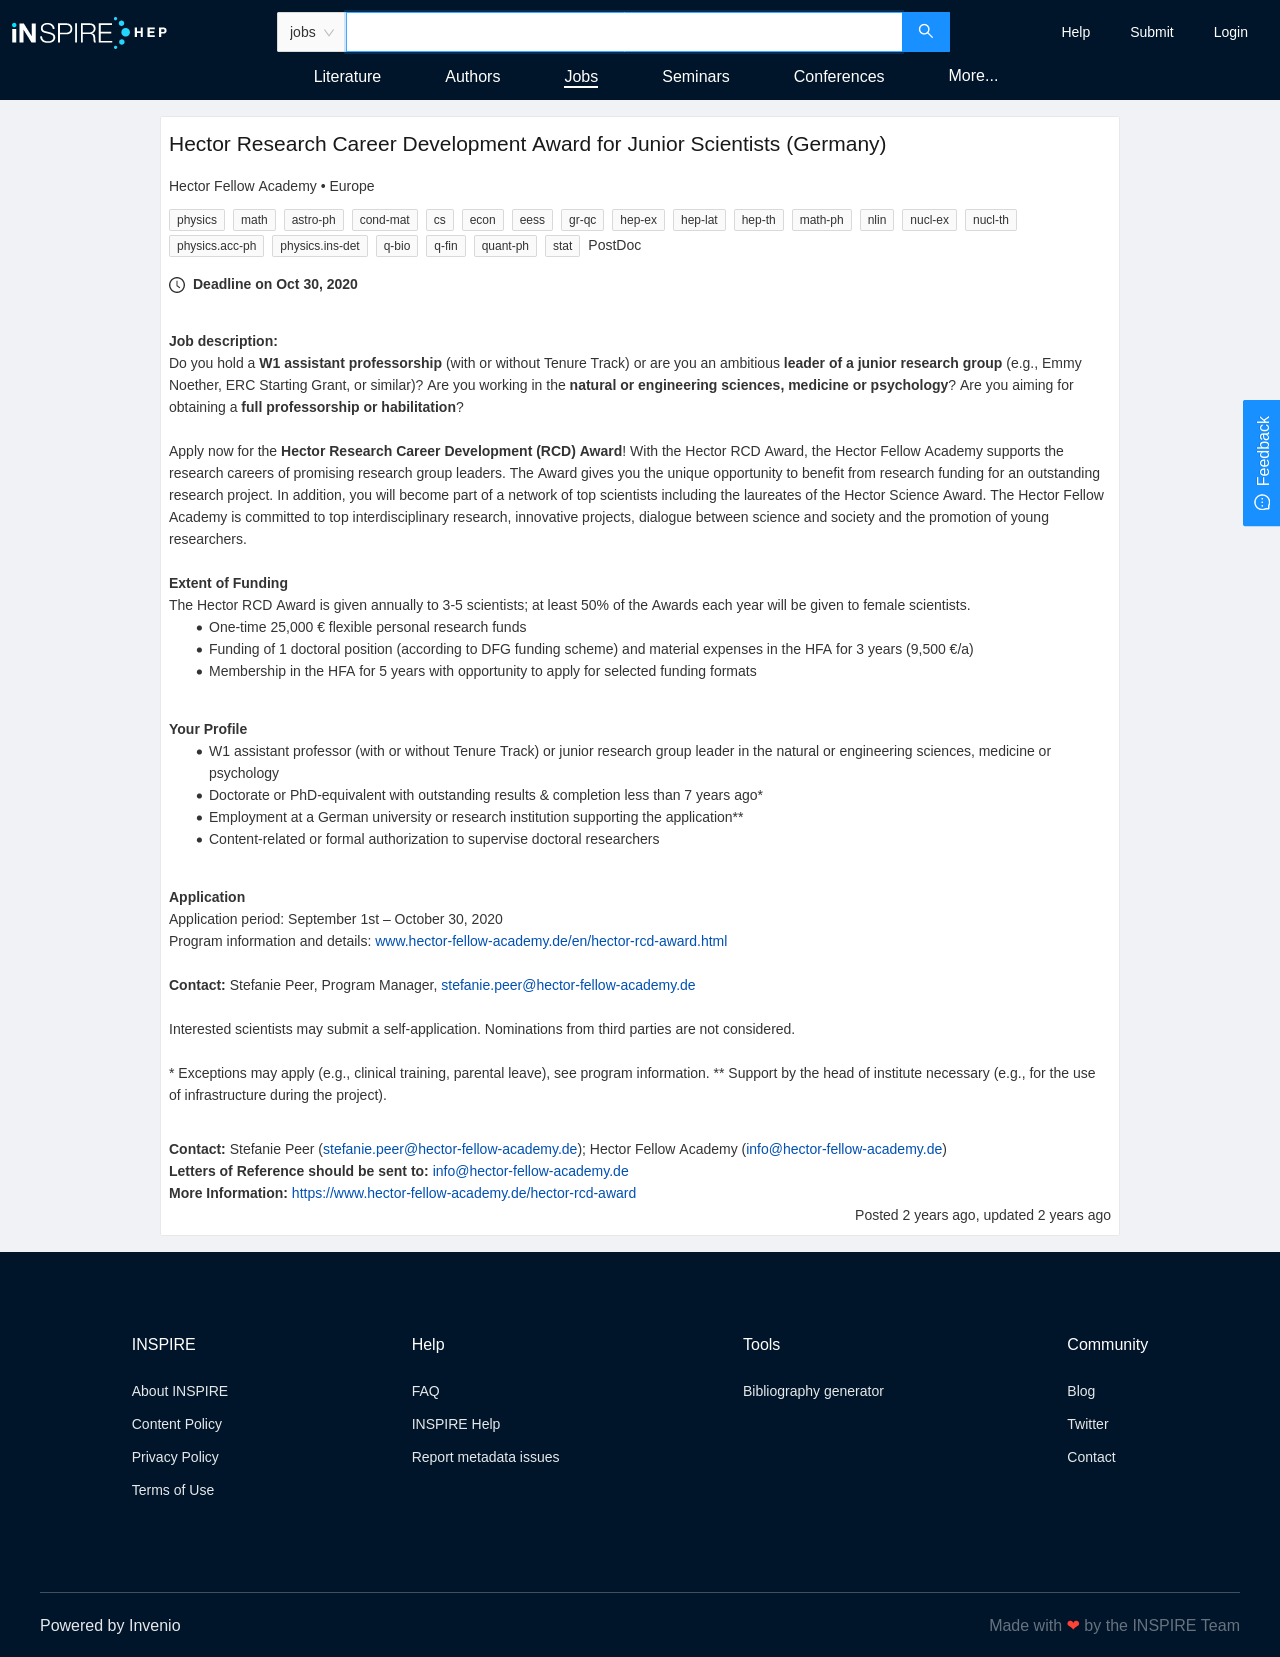 iNSPIRE HEP
jobs
Help Submit Login
Literature Authors Jobs Seminars Conferences More...
Hector Research Career Development Award for Junior Scientists (Germany)
Hector Fellow Academy • Europe
physics math astro-ph cond-mat cs econ eess gr-qc hep-ex hep-lat hep-th math-ph nlin nucl-ex nucl-th
physics.acc-ph physics.ins-det q-bio q-fin quant-ph stat PostDoc
Deadline on Oct 30, 2020
Job description:
Do you hold a W1 assistant professorship (with or without Tenure Track) or are you an ambitious leader of a junior research group (e.g., Emmy
Noether, ERC Starting Grant, or similar)? Are you working in the natural or engineering sciences, medicine or psychology? Are you aiming for
obtaining a full professorship or habilitation?
Apply now for the Hector Research Career Development (RCD) Award! With the Hector RCD Award, the Hector Fellow Academy supports the
research careers of promising research group leaders. The Award gives you the unique opportunity to benefit from research funding for an outstanding
research project. In addition, you will become part of a network of top scientists including the laureates of the Hector Science Award. The Hector Fellow
Academy is committed to top interdisciplinary research, innovative projects, dialogue between science and society and the promotion of young
researchers.
Feedback
Extent of Funding
The Hector RCD Award is given annually to 3-5 scientists; at least 50% of the Awards each year will be given to female scientists.
• One-time 25,000 € flexible personal research funds
• Funding of 1 doctoral position (according to DFG funding scheme) and material expenses in the HFA for 3 years (9,500 €/a)
• Membership in the HFA for 5 years with opportunity to apply for selected funding formats
Your Profile
• W1 assistant professor (with or without Tenure Track) or junior research group leader in the natural or engineering sciences, medicine or
psychology
• Doctorate or PhD-equivalent with outstanding results & completion less than 7 years ago*
• Employment at a German university or research institution supporting the application**
• Content-related or formal authorization to supervise doctoral researchers
Application
Application period: September 1st – October 30, 2020
Program information and details: www.hector-fellow-academy.de/en/hector-rcd-award.html
Contact: Stefanie Peer, Program Manager, stefanie.peer@hector-fellow-academy.de
Interested scientists may submit a self-application. Nominations from third parties are not considered.
* Exceptions may apply (e.g., clinical training, parental leave), see program information. ** Support by the head of institute necessary (e.g., for the use
of infrastructure during the project).
Contact: Stefanie Peer (stefanie.peer@hector-fellow-academy.de); Hector Fellow Academy (info@hector-fellow-academy.de)
Letters of Reference should be sent to: info@hector-fellow-academy.de
More Information: https://www.hector-fellow-academy.de/hector-rcd-award
Posted 2 years ago, updated 2 years ago
INSPIRE Help Tools Community
About INSPIRE FAQ Bibliography generator Blog
Content Policy INSPIRE Help Twitter
Privacy Policy Report metadata issues Contact
Terms of Use
Powered by Invenio
Made with ❤ by the INSPIRE Team